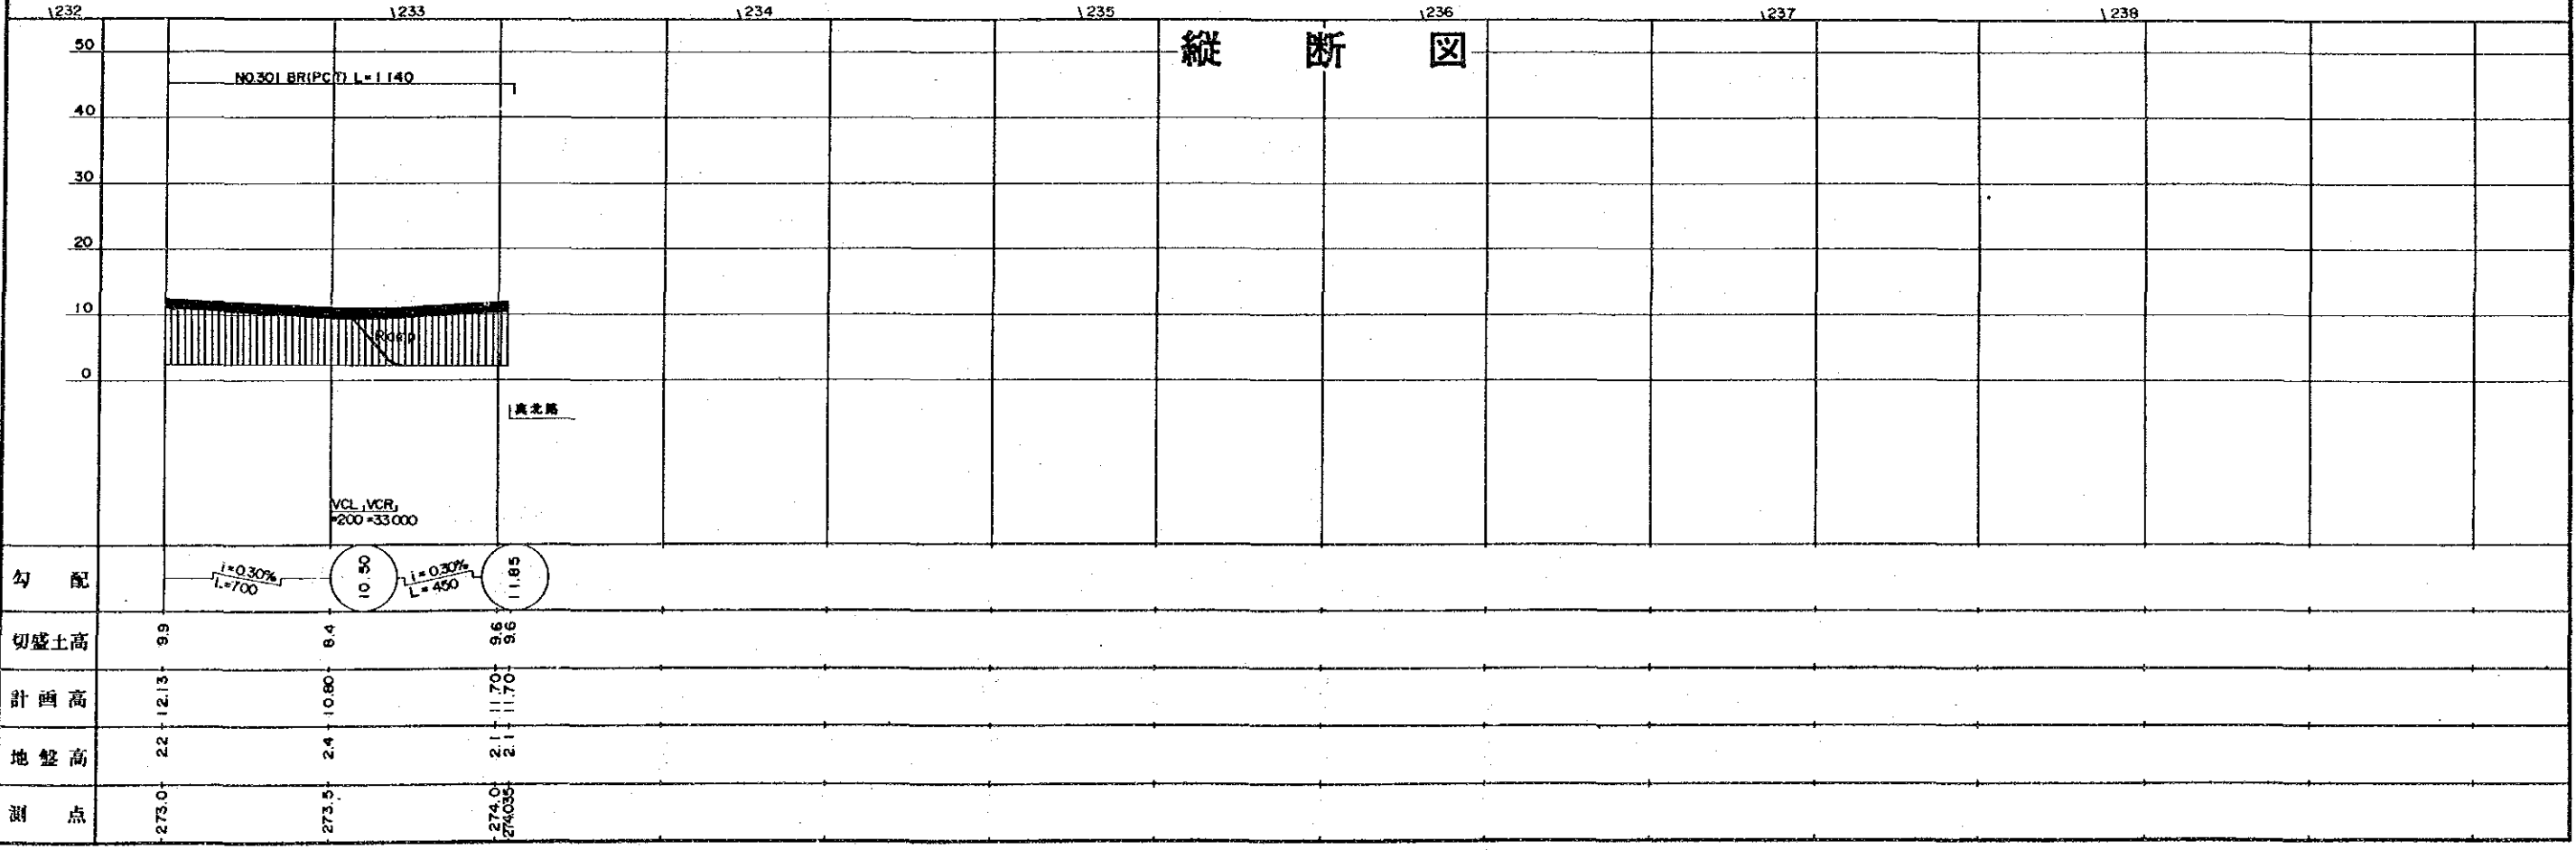 1232 1233 1234 1235 1236 1237 1238
縦断図
50
NO.301 BR(PCT) L=1140
40
30
20
10
Ramp
0
VCL, VCR,
=200 =33000
勾配 i=0.30% L=700 10.50 i=0.30% L=450 11.85
切盛土高 9.9 8.4 9.6 9.6
計画高 12.13 10.80 11.70 11.70
地盤高 2.2 2.4 2.1 2.1
測点 273.0 273.5 274.0 274.035